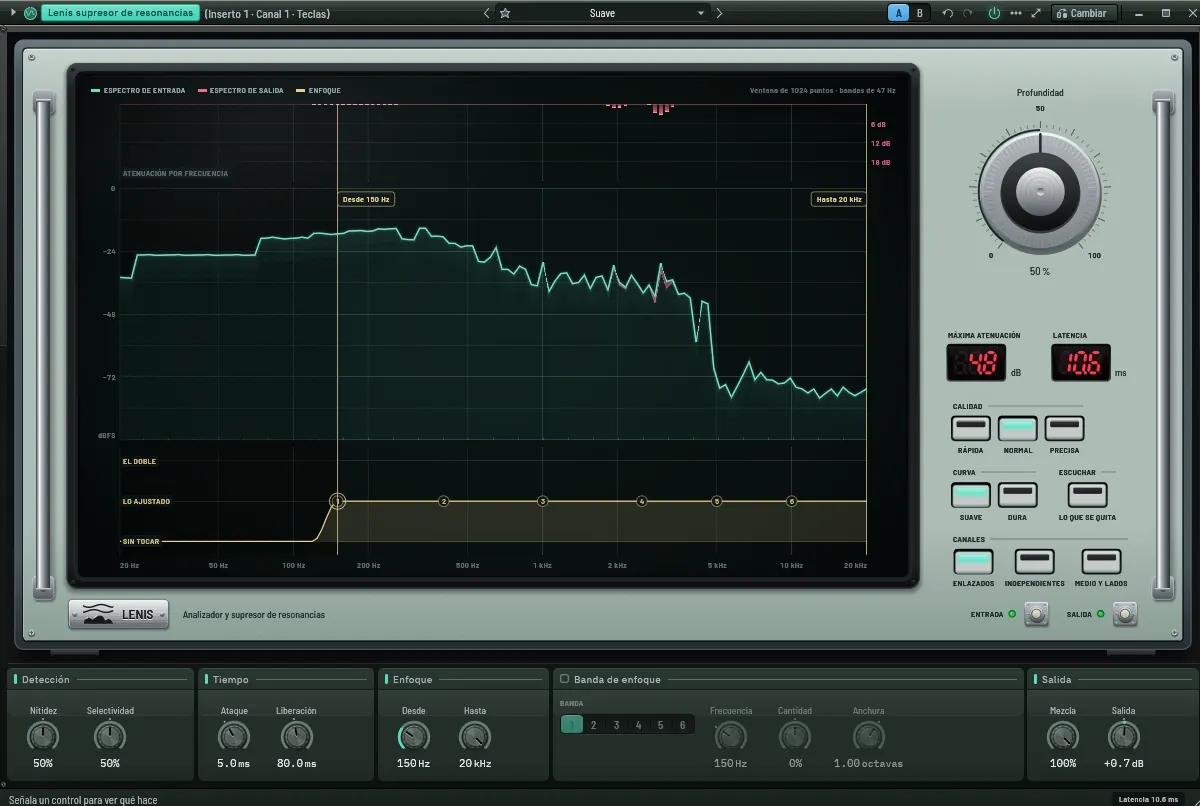 Lenis supresor de resonancias (Inserto 1 · Canal 1 · Teclas)
Suave
A B
Cambiar
ESPECTRO DE ENTRADA ESPECTRO DE SALIDA ENFOQUE
Ventana de 1024 puntos · bandas de 47 Hz
6 dB
12 dB
18 dB
ATENUACIÓN POR FRECUENCIA
0
Desde 150 Hz Hasta 20 kHz
-24
-48
-72
dBFS
EL DOBLE
LO AJUSTADO 1 2 3 4 5 6
SIN TOCAR
20 Hz 50 Hz 100 Hz 200 Hz 500 Hz 1 kHz 2 kHz 5 kHz 10 kHz 20 kHz
LENIS Analizador y supresor de resonancias
Profundidad
50
0 100
50 %
MÁXIMA ATENUACIÓN LATENCIA
4.8 dB 10.6 ms
CALIDAD
RÁPIDA NORMAL PRECISA
CURVA ESCUCHAR
SUAVE DURA LO QUE SE QUITA
CANALES
ENLAZADOS INDEPENDIENTES MEDIO Y LADOS
ENTRADA SALIDA
Detección Tiempo Enfoque Banda de enfoque Salida
Nitidez Selectividad Ataque Liberación Desde Hasta BANDA Frecuencia Cantidad Anchura Mezcla Salida
1 2 3 4 5 6
50% 50% 5.0 ms 80.0 ms 150 Hz 20 kHz 150 Hz 0% 1.00 octavas 100% +0.7 dB
Señala un control para ver qué hace Latencia 10.6 ms